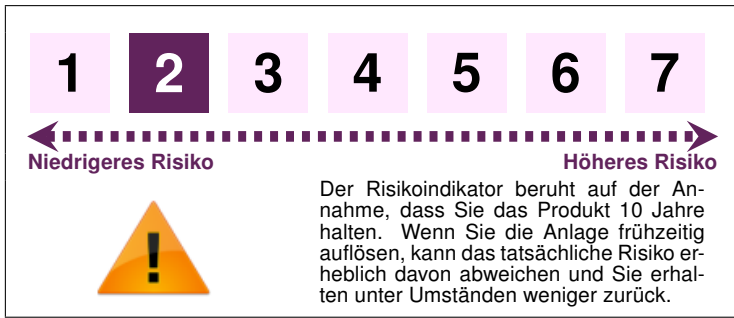 1 2 3 4 5 6 7
Niedrigeres Risiko Höheres Risiko
Der Risikoindikator beruht auf der An-
nahme, dass Sie das Produkt 10 Jahre
halten. Wenn Sie die Anlage frühzeitig
auflösen, kann das tatsächliche Risiko er-
heblich davon abweichen und Sie erhal-
ten unter Umständen weniger zurück.